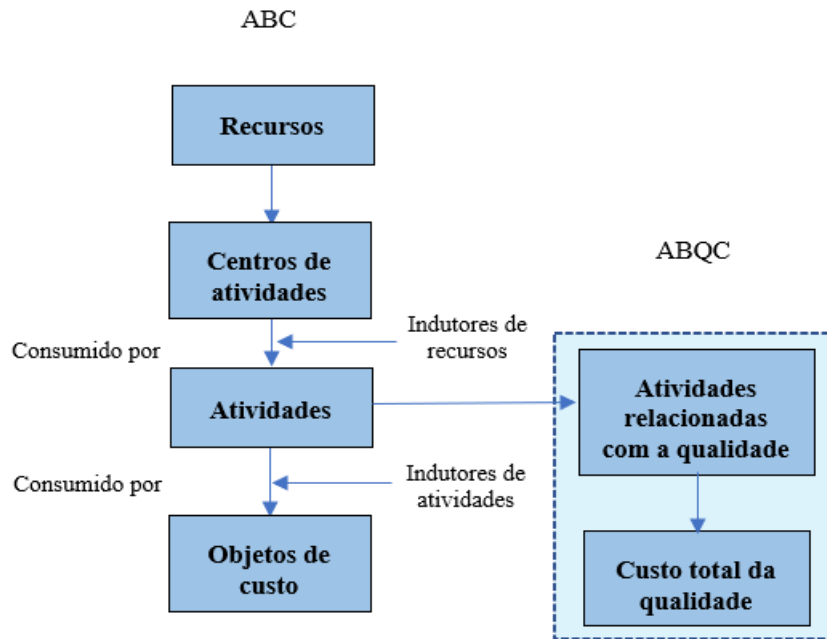 ABC
Recursos
Centros de
atividades
ABQC
Consumido por
Indutores de
recursos
Atividades
Atividades
relacionadas
com a qualidade
Consumido por
Indutores de
atividades
Objetos de
custo
Custo total da
qualidade